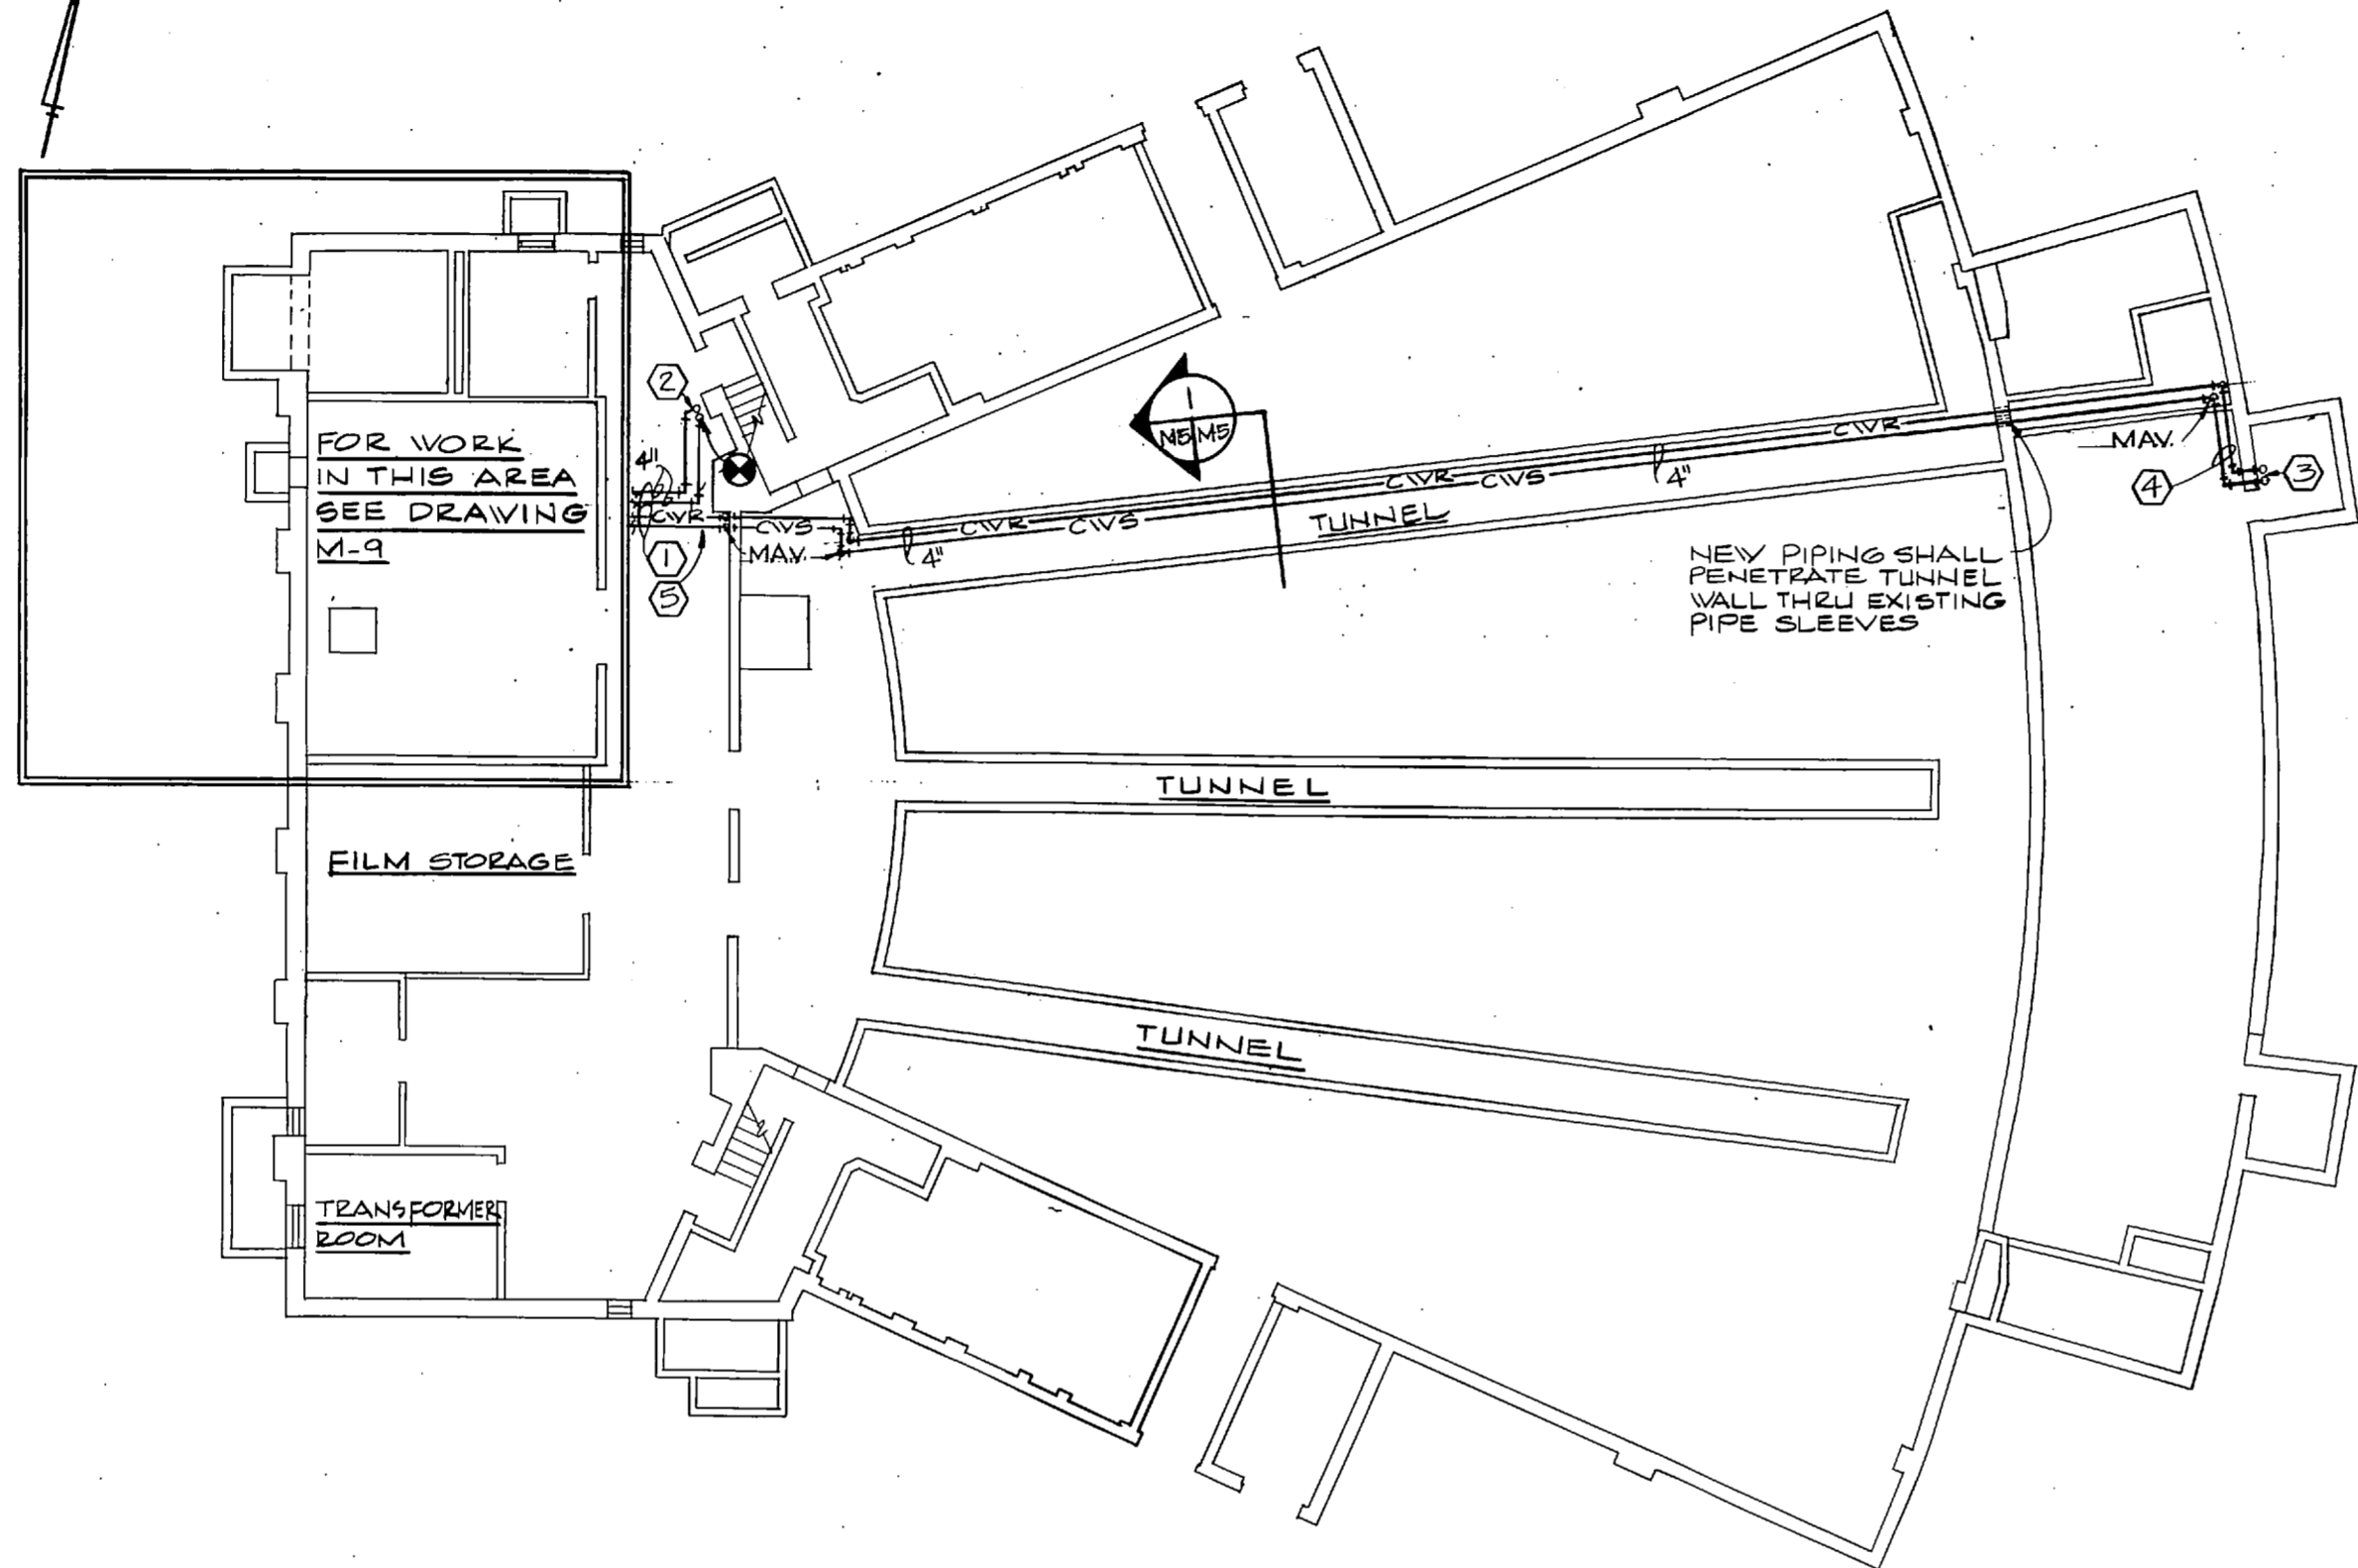 2
FOR WORK
IN THIS AREA
SEE DRAWING
M-9
4"
CWR
CWS
MAV.
1
5
1
M5 M5
CWR
CWS
4"
CWR
CWS
4"
CWR
TUNNEL
MAV.
4
3
NEW PIPING SHALL
PENETRATE TUNNEL
WALL THRU EXISTING
PIPE SLEEVES
TUNNEL
FILM STORAGE
TUNNEL
TRANSFORMER
ROOM